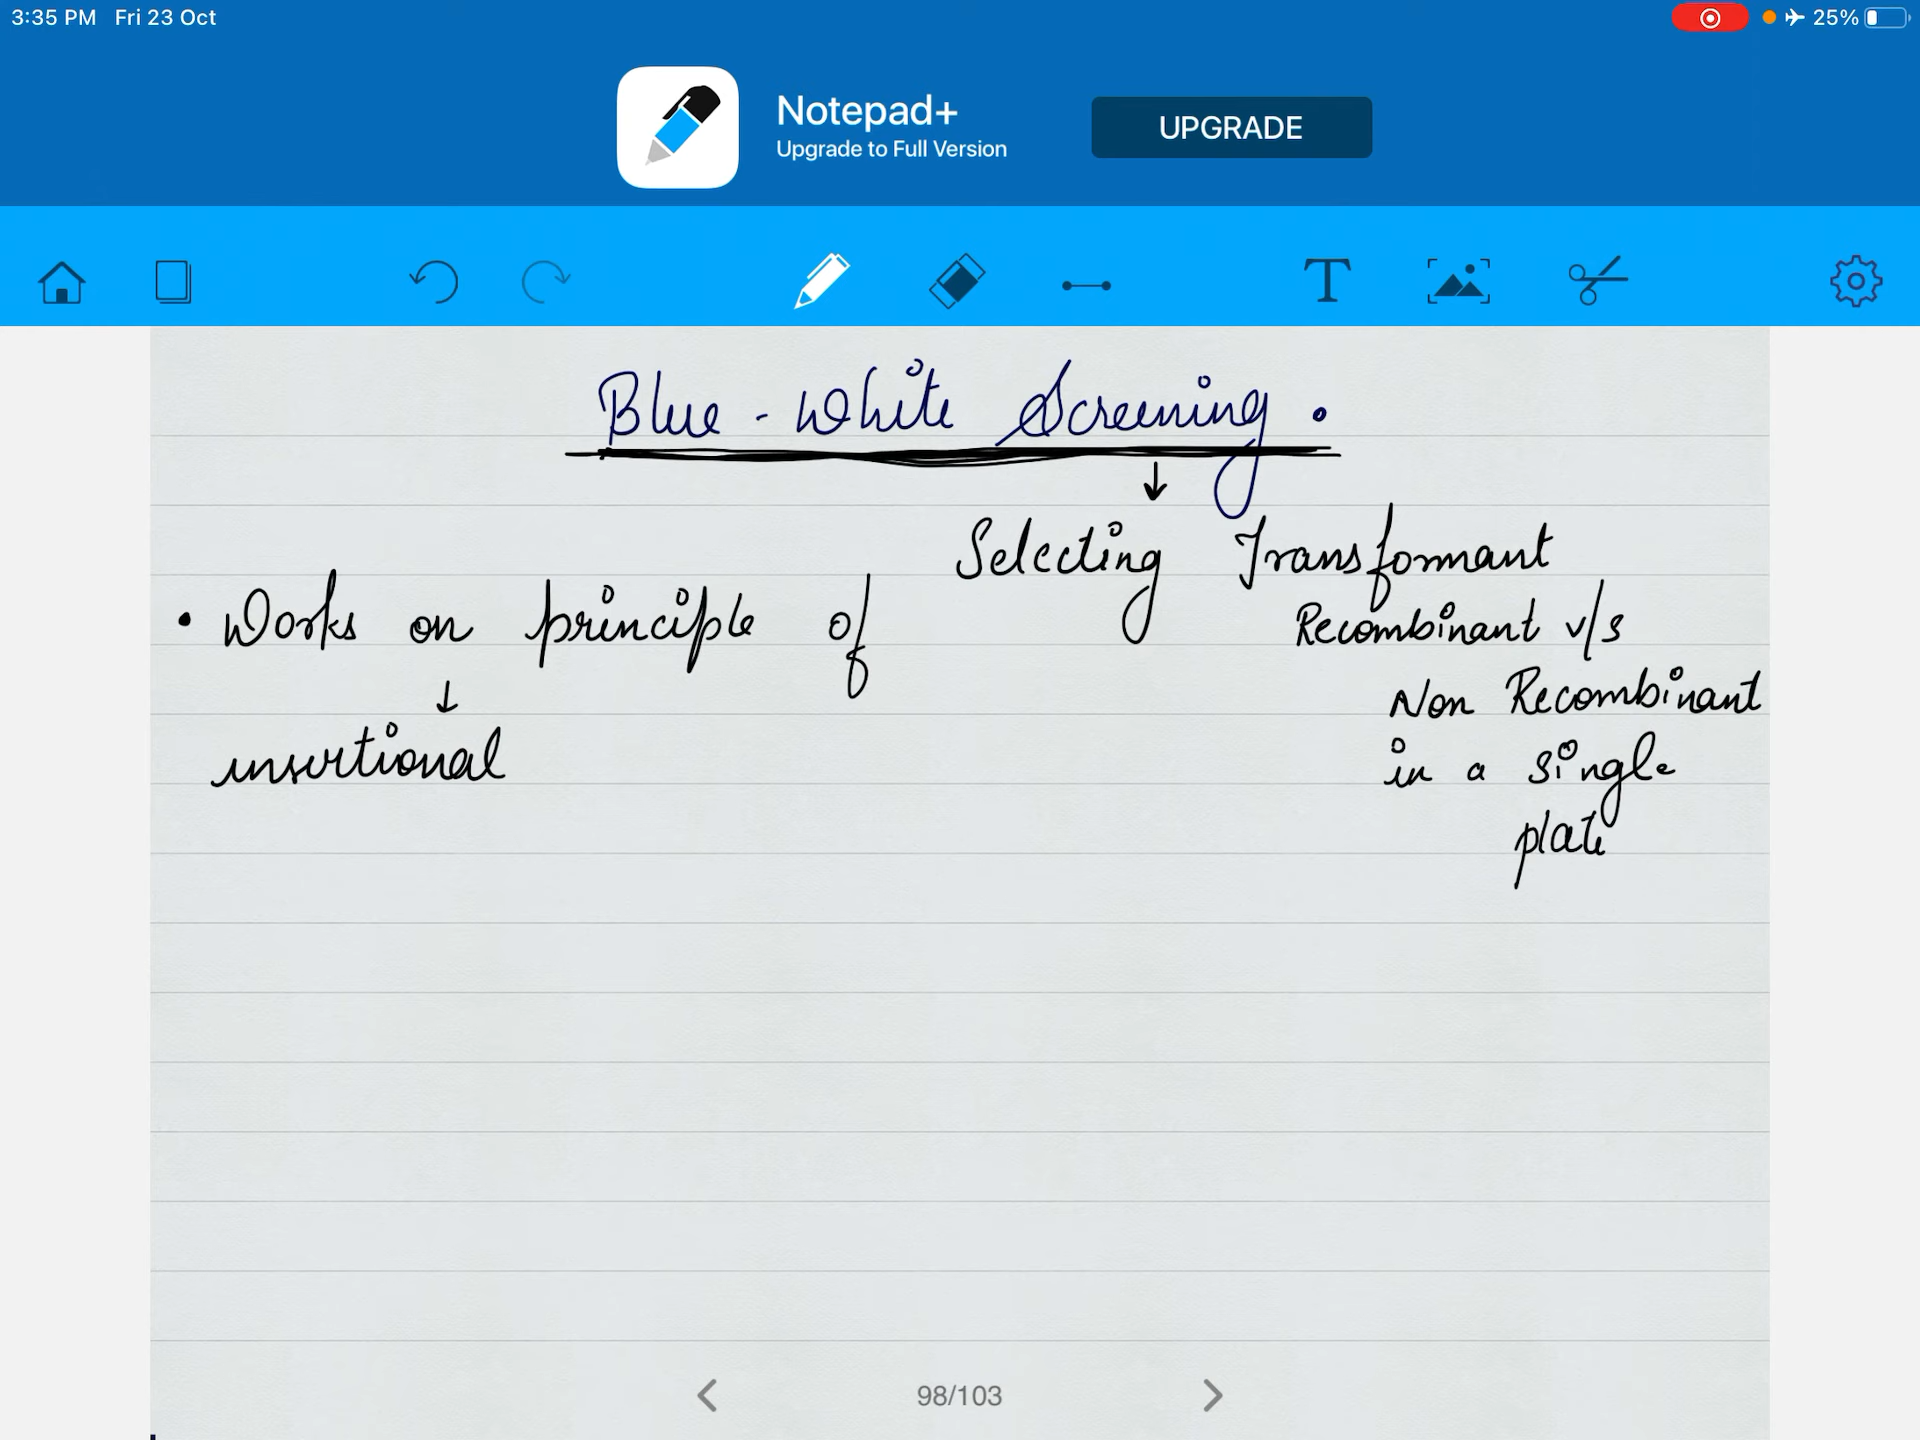 3:35 PM Fri 23 Oct 25%
Notepad+
Upgrade to Full Version
UPGRADE
T
Blue - White Screening .
↓
Selecting Transformant
• Works on principle of
Recombinant v/s
↓ Non Recombinant
insertional
in a single
plate
98/103